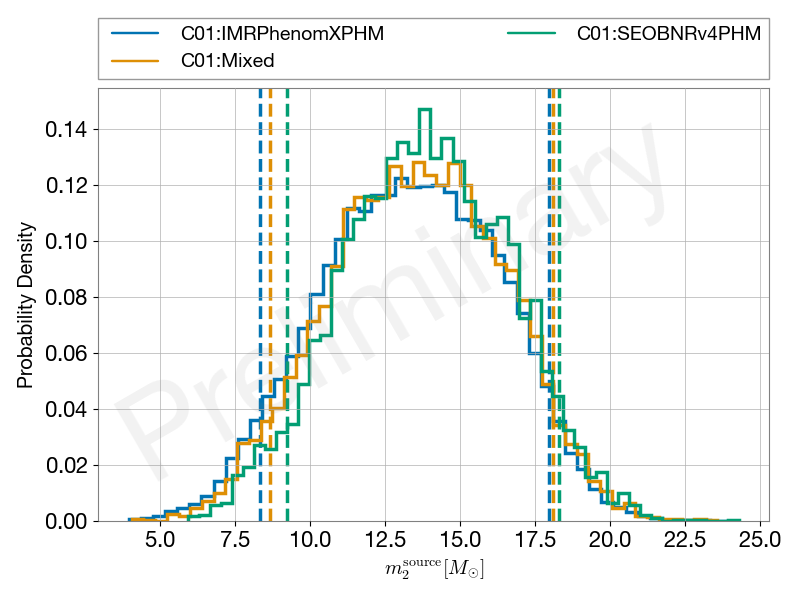 C01:IMRPhenomXPHM
C01:SEOBNRv4PHM
C01:Mixed
0.14
0.12
0.10
0.08
0.06
0.04
0.02
0.00
Probability Density
Preliminary
5.0 7.5 10.0 12.5 15.0 17.5 20.0 22.5 25.0
m₂^source [M☉]